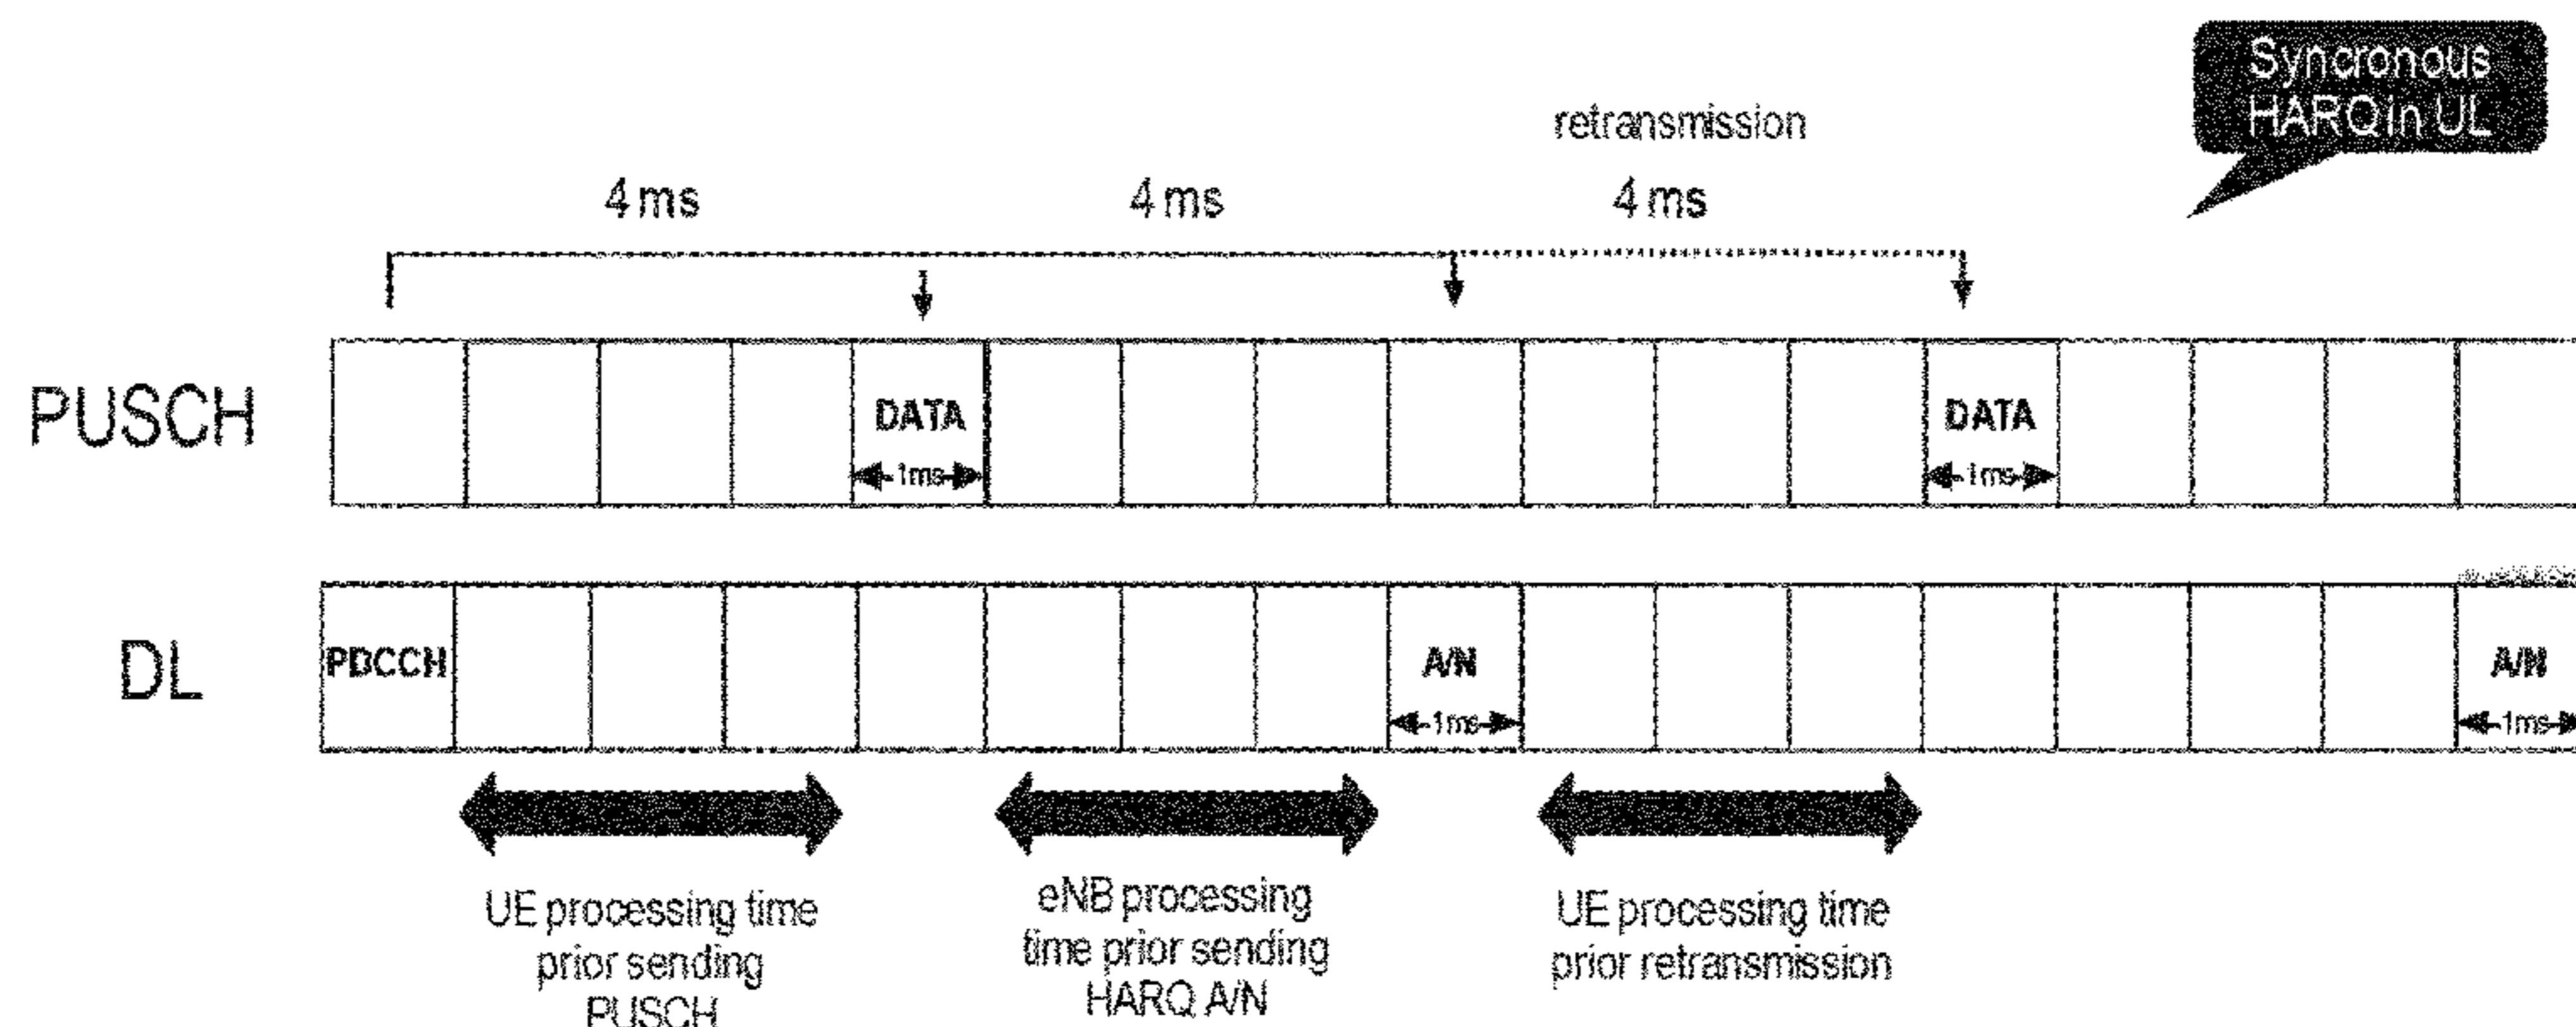 Syncronous
HARQ in UL
retransmission
4 ms 4 ms 4 ms
PUSCH
DATA DATA
1ms 1ms
DL
PDCCH A/N A/N
1ms 1ms
UE processing time
prior sending
PUSCH
eNB processing
time prior sending
HARQ A/N
UE processing time
prior retransmission